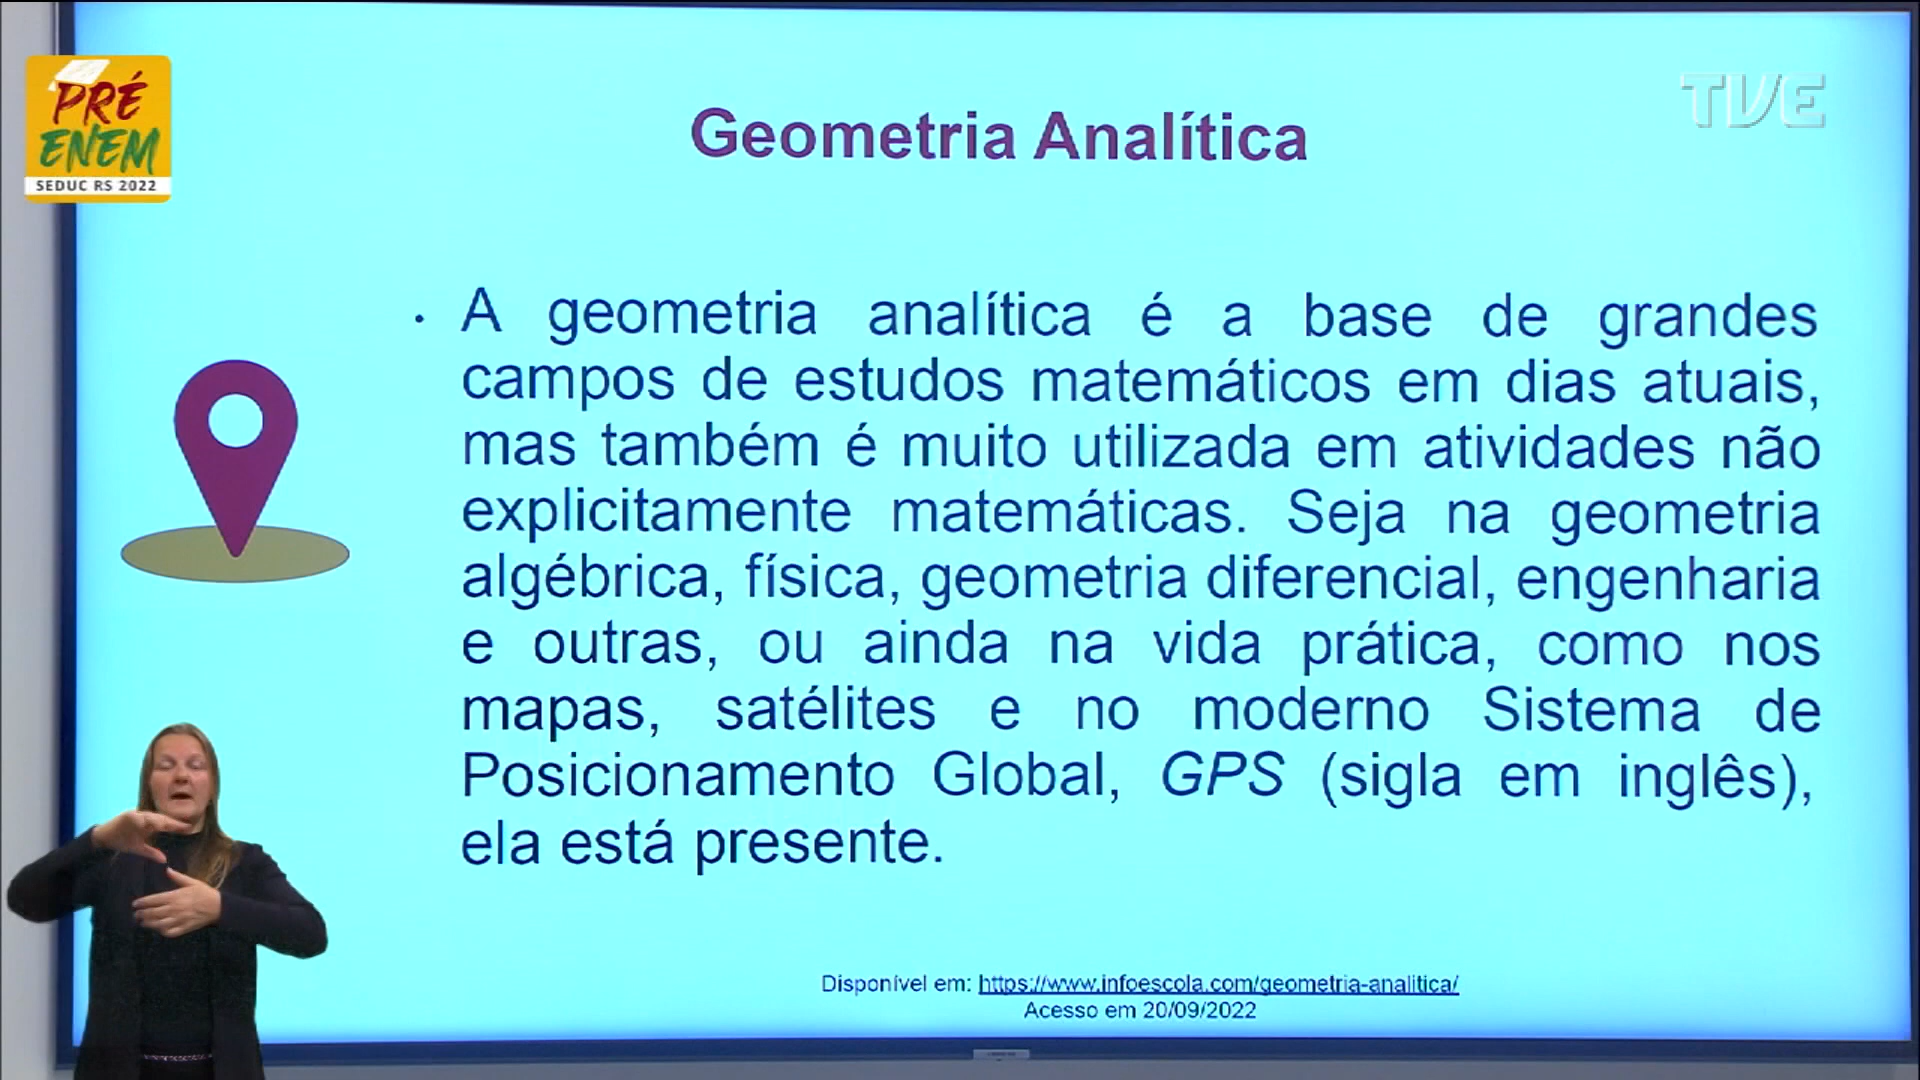 PRÉ
ENEM
SEDUC RS 2022
TVE
Geometria Analítica
• A geometria analítica é a base de grandes
campos de estudos matemáticos em dias atuais,
mas também é muito utilizada em atividades não
explicitamente matemáticas. Seja na geometria
algébrica, física, geometria diferencial, engenharia
e outras, ou ainda na vida prática, como nos
mapas, satélites e no moderno Sistema de
Posicionamento Global, GPS (sigla em inglês),
ela está presente.
Disponível em: https://www.infoescola.com/geometria-analitica/
Acesso em 20/09/2022